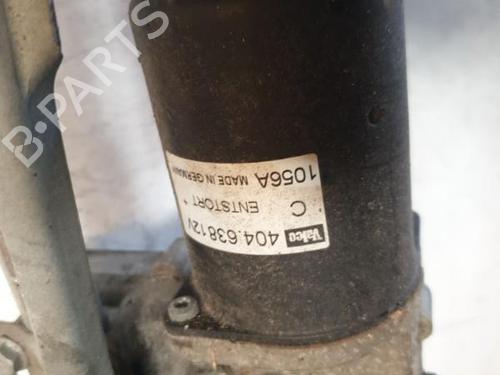 Valeo 404.638 12V
C ENTSTORT
1056A MADE IN GERMANY
B-PARTS